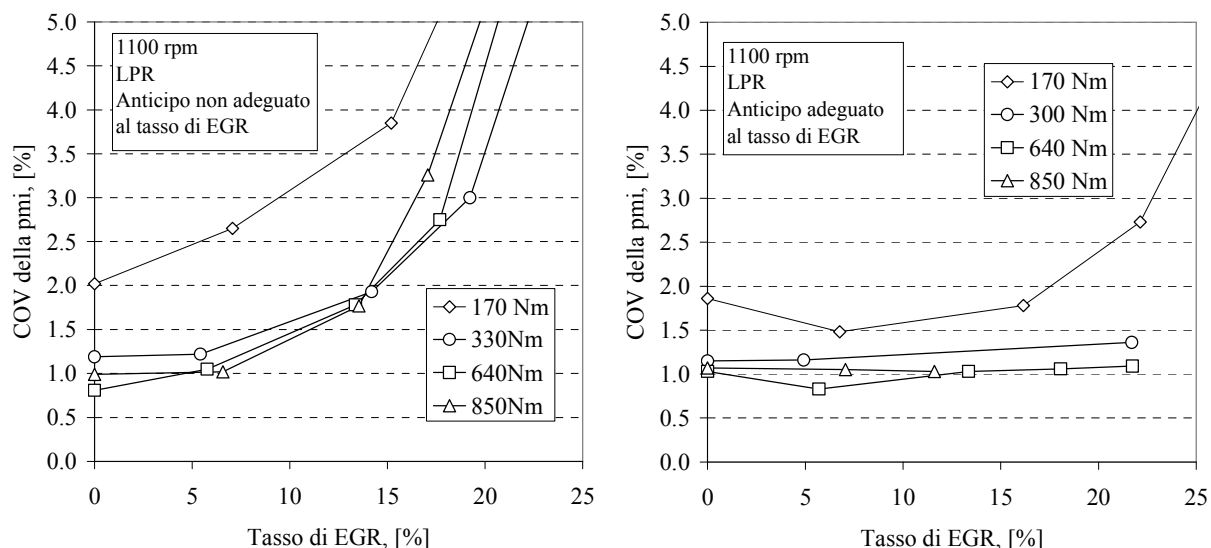 5.0
4.5
4.0
3.5
3.0
2.5
2.0
1.5
1.0
0.5
0.0
COV della pmi, [%]
1100 rpm
LPR
Anticipo non adeguato
al tasso di EGR
170 Nm
330Nm
640Nm
850Nm
0 5 10 15 20 25
Tasso di EGR, [%]
5.0
4.5
4.0
3.5
3.0
2.5
2.0
1.5
1.0
0.5
0.0
COV della pmi, [%]
1100 rpm
LPR
Anticipo adeguato
al tasso di EGR
170 Nm
300 Nm
640 Nm
850 Nm
0 5 10 15 20 25
Tasso di EGR, [%]